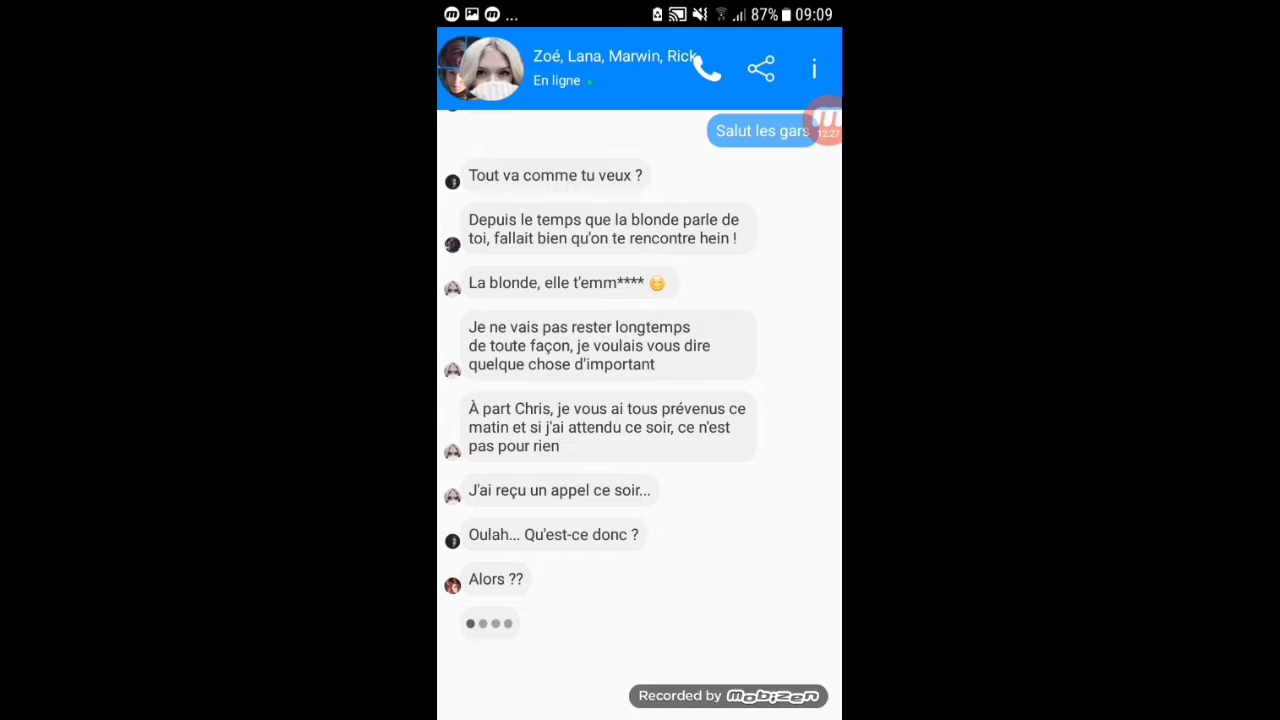 ... 87% 09:09
Zoé, Lana, Marwin, Rick
En ligne
Salut les gars
12:27
Tout va comme tu veux ?
Depuis le temps que la blonde parle de
toi, fallait bien qu'on te rencontre hein !
La blonde, elle t'emm**** 😊
Je ne vais pas rester longtemps
de toute façon, je voulais vous dire
quelque chose d'important
À part Chris, je vous ai tous prévenus ce
matin et si j'ai attendu ce soir, ce n'est
pas pour rien
J'ai reçu un appel ce soir...
Oulah... Qu'est-ce donc ?
Alors ??
Recorded by mobizen